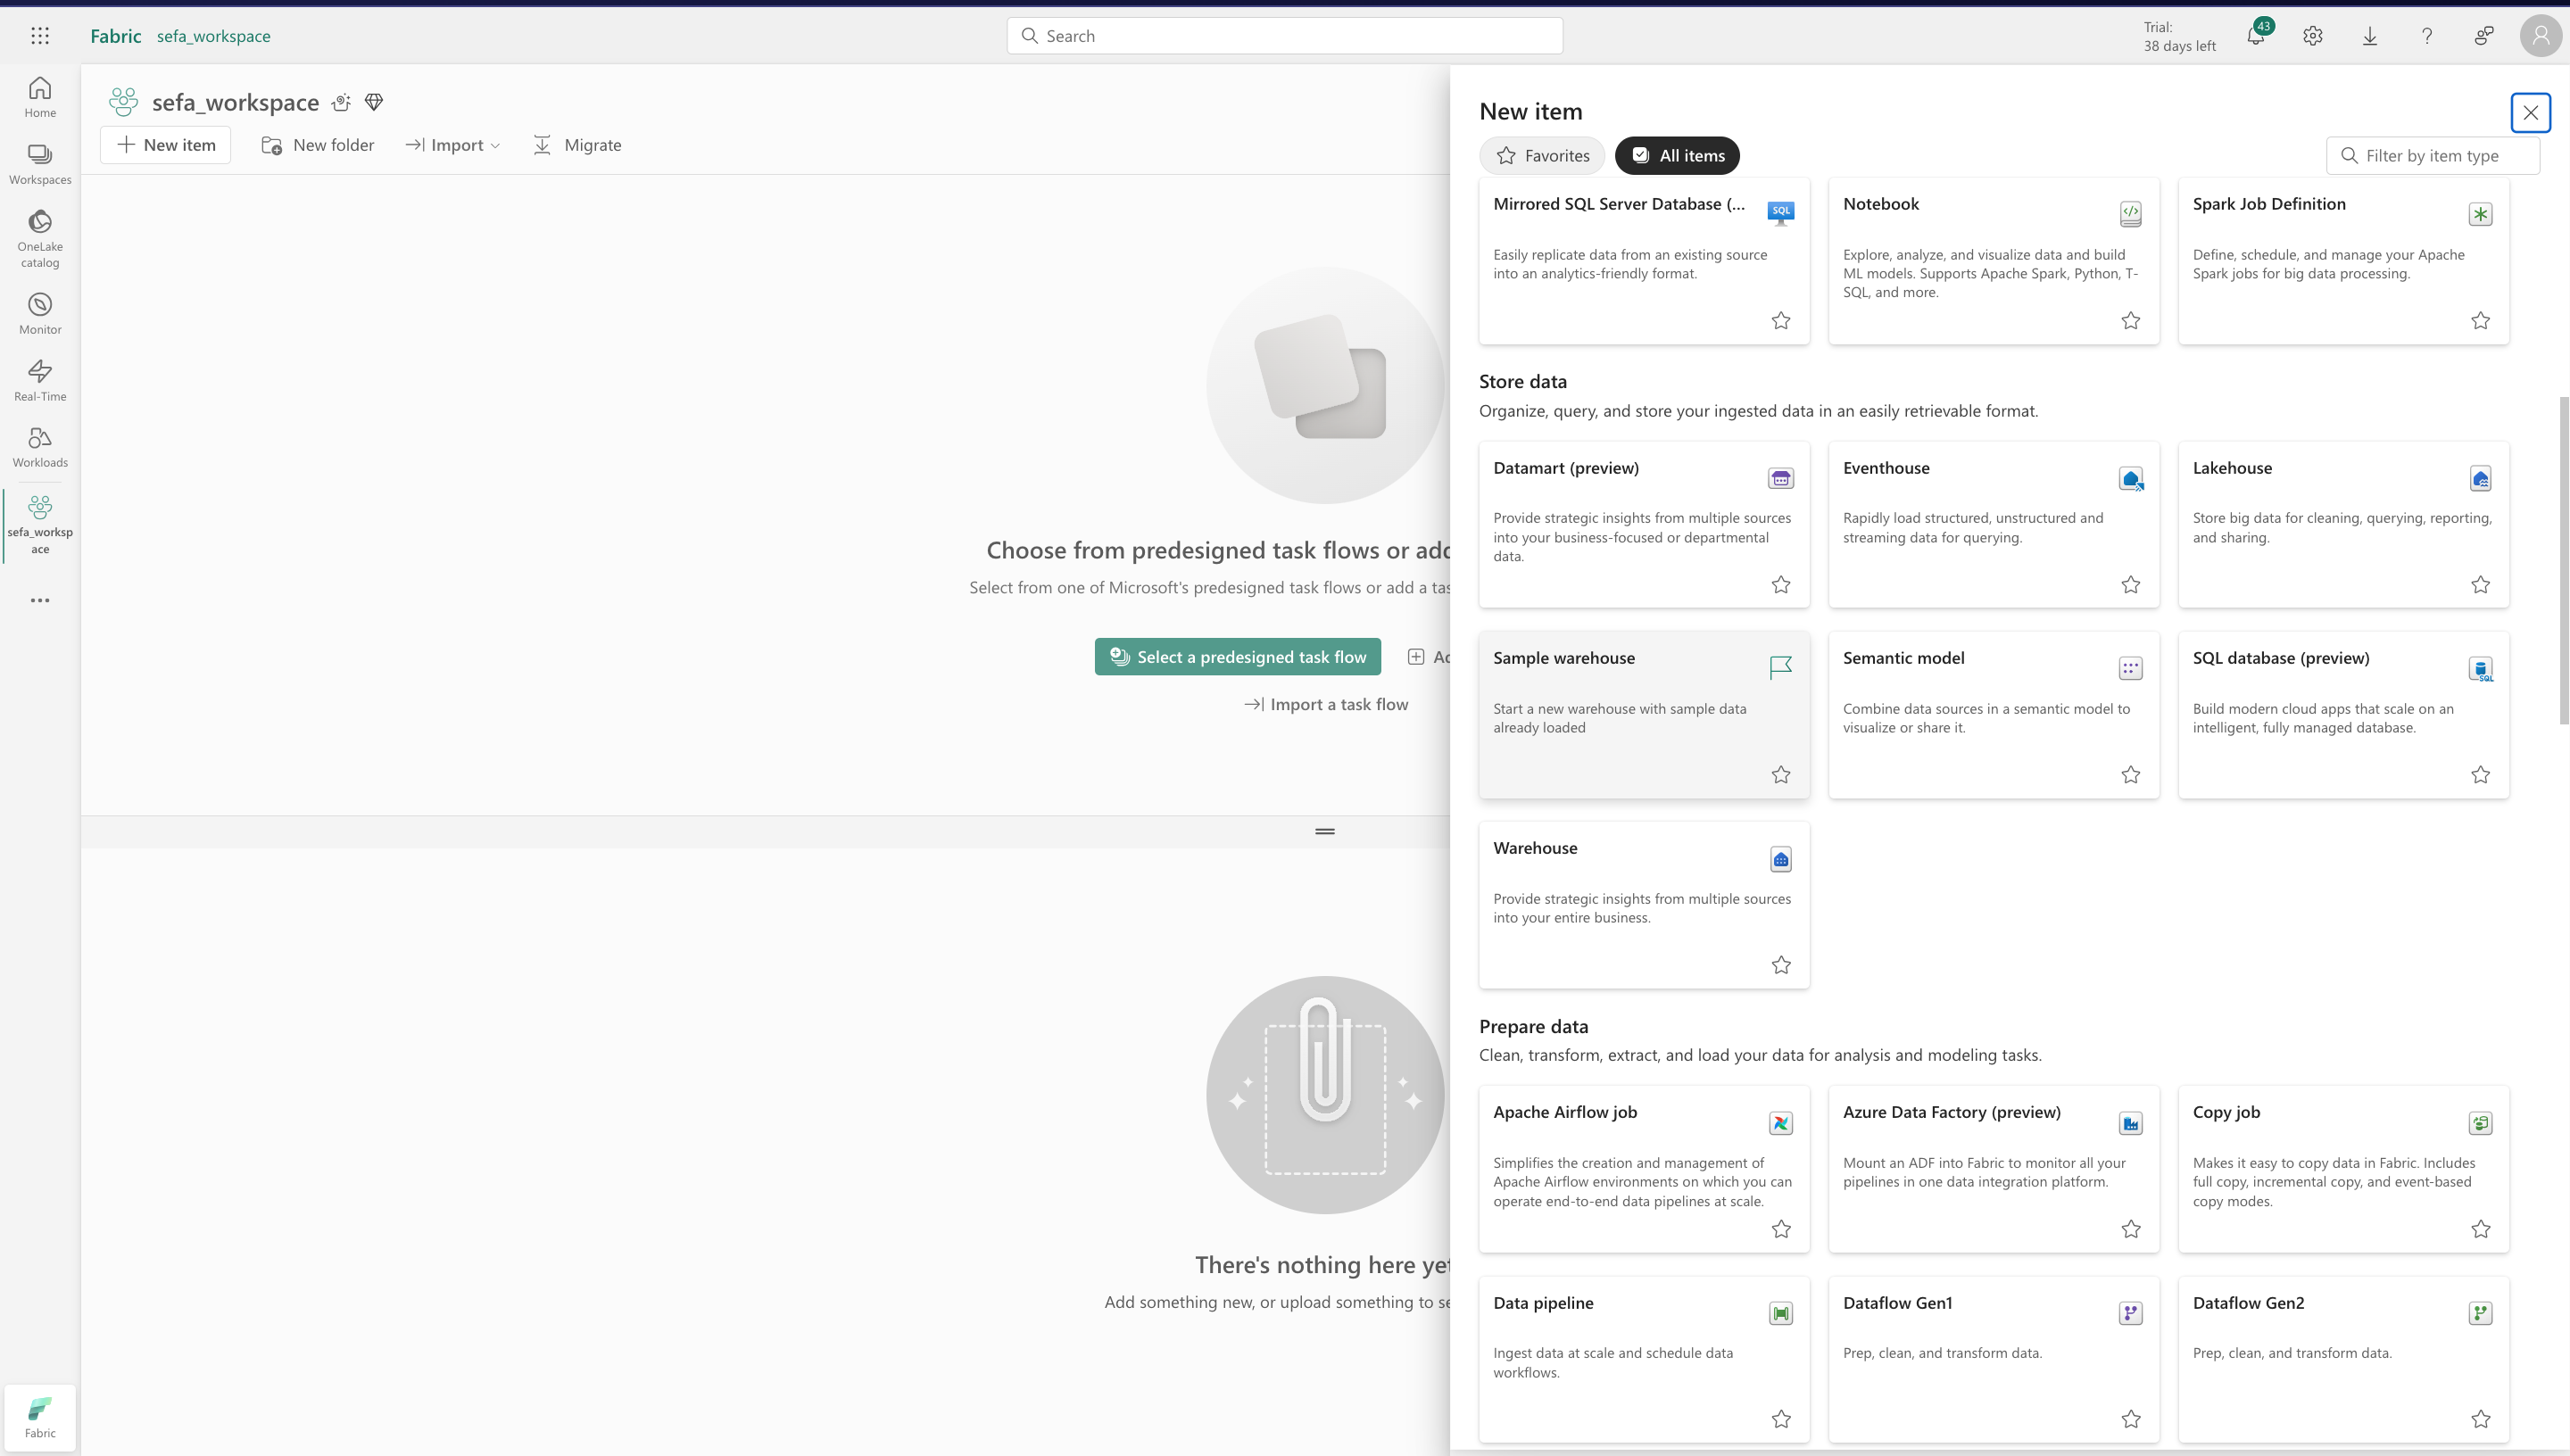 Fabric sefa_workspace
Search
Trial:
38 days left
43
Home
Workspaces
OneLake
catalog
Monitor
Real-Time
Workloads
sefa_worksp
ace
Fabric
sefa_workspace
New item
New folder
Import
Migrate
Choose from predesigned task flows or add
Select from one of Microsoft's predesigned task flows or add a tas
Select a predesigned task flow
Ad
Import a task flow
There's nothing here yet
Add something new, or upload something to se
New item
Favorites
All items
Filter by item type
Mirrored SQL Server Database (...
SQL
Easily replicate data from an existing source
into an analytics-friendly format.
Notebook
Explore, analyze, and visualize data and build
ML models. Supports Apache Spark, Python, T-
SQL, and more.
Spark Job Definition
Define, schedule, and manage your Apache
Spark jobs for big data processing.
Store data
Organize, query, and store your ingested data in an easily retrievable format.
Datamart (preview)
Provide strategic insights from multiple sources
into your business-focused or departmental
data.
Eventhouse
Rapidly load structured, unstructured and
streaming data for querying.
Lakehouse
Store big data for cleaning, querying, reporting,
and sharing.
Sample warehouse
Start a new warehouse with sample data
already loaded
Semantic model
Combine data sources in a semantic model to
visualize or share it.
SQL database (preview)
SQL
Build modern cloud apps that scale on an
intelligent, fully managed database.
Warehouse
Provide strategic insights from multiple sources
into your entire business.
Prepare data
Clean, transform, extract, and load your data for analysis and modeling tasks.
Apache Airflow job
Simplifies the creation and management of
Apache Airflow environments on which you can
operate end-to-end data pipelines at scale.
Azure Data Factory (preview)
Mount an ADF into Fabric to monitor all your
pipelines in one data integration platform.
Copy job
Makes it easy to copy data in Fabric. Includes
full copy, incremental copy, and event-based
copy modes.
Data pipeline
Ingest data at scale and schedule data
workflows.
Dataflow Gen1
Prep, clean, and transform data.
Dataflow Gen2
Prep, clean, and transform data.